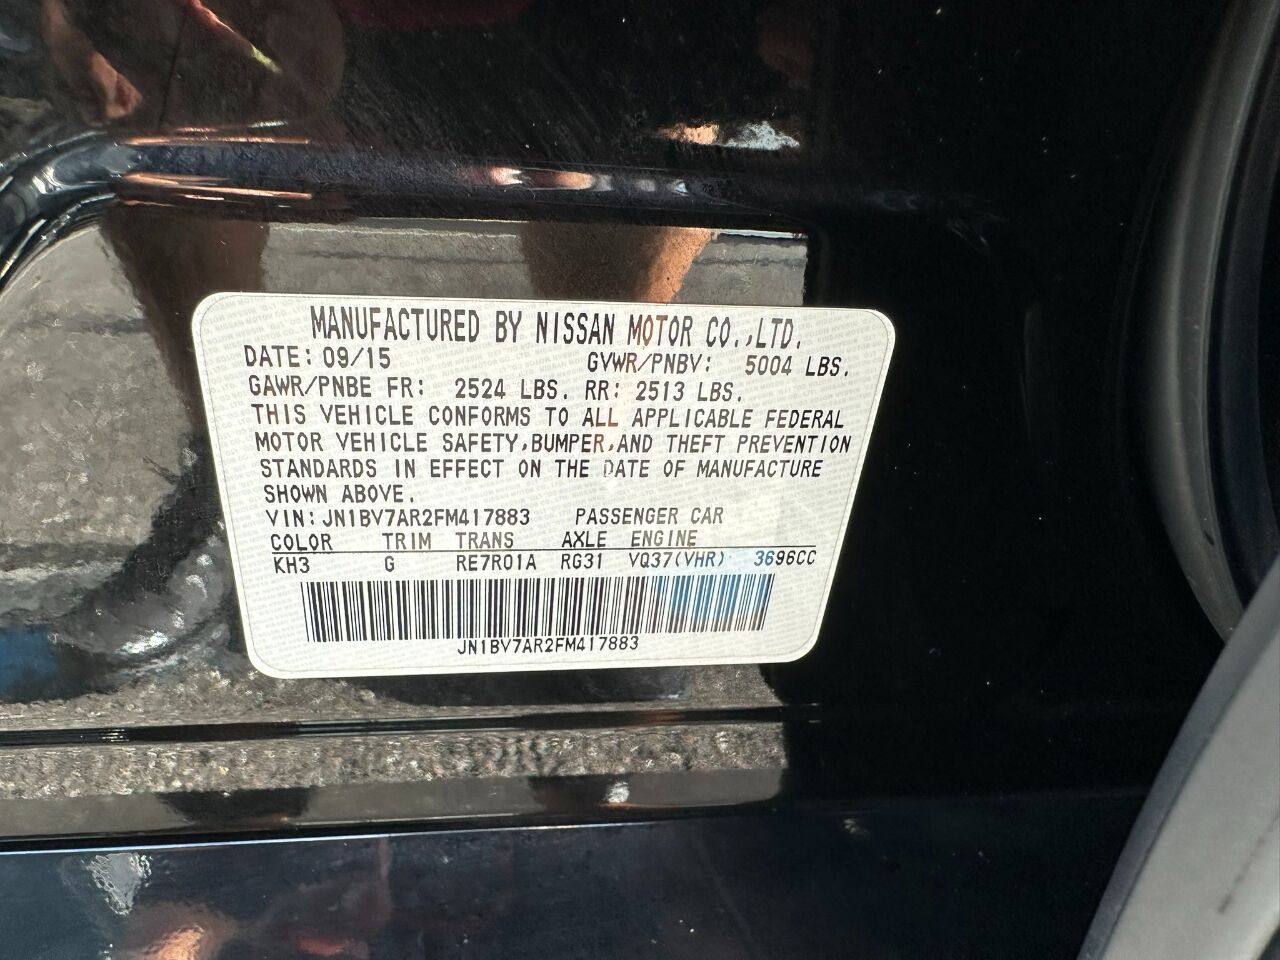 MANUFACTURED BY NISSAN MOTOR CO.,LTD.
DATE: 09/15 GVWR/PNBV: 5004 LBS.
GAWR/PNBE FR: 2524 LBS. RR: 2513 LBS.
THIS VEHICLE CONFORMS TO ALL APPLICABLE FEDERAL
MOTOR VEHICLE SAFETY,BUMPER,AND THEFT PREVENTION
STANDARDS IN EFFECT ON THE DATE OF MANUFACTURE
SHOWN ABOVE.
VIN:JN1BV7AR2FM417883 PASSENGER CAR
COLOR TRIM TRANS AXLE ENGINE
KH3 G RE7R01A RG31 VQ37(VHR) 3696CC
JN1BV7AR2FM417883